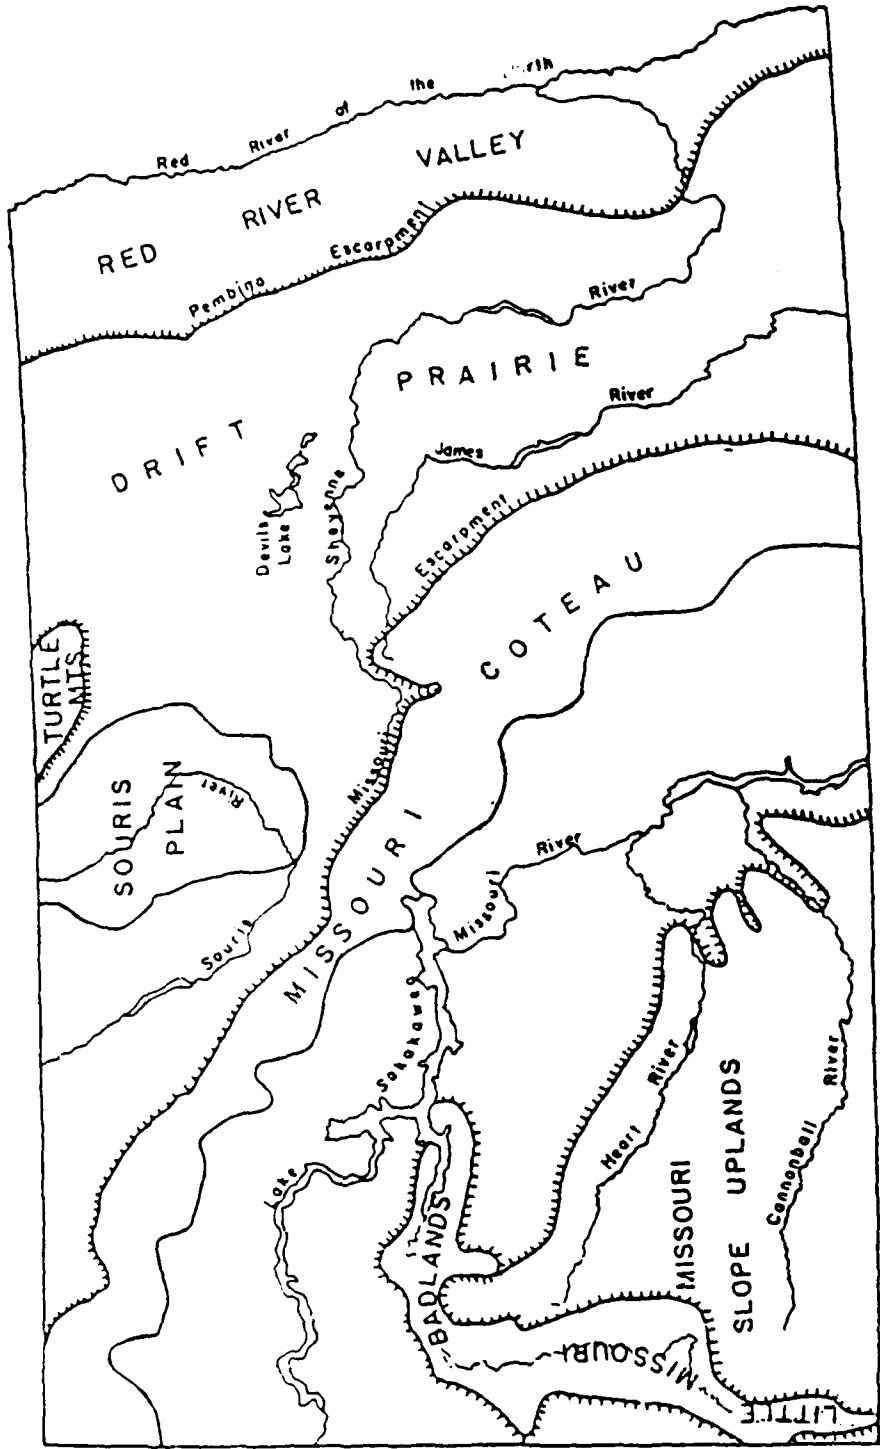 Red River of the North
RED RIVER VALLEY
Pembina Escarpment
River
PRAIRIE
DRIFT
River
James
Devils
Lake
Sheyenne
Escarpment
COTEAU
TURTLE
MTS.
SOURIS
PLAIN
River
Missouri
MISSOURI
River
Missouri
Souris
Sakakawea
Lake
River
Heart
River
Cannonball
MISSOURI
SLOPE UPLANDS
BADLANDS
MISSOURI
LITTLE